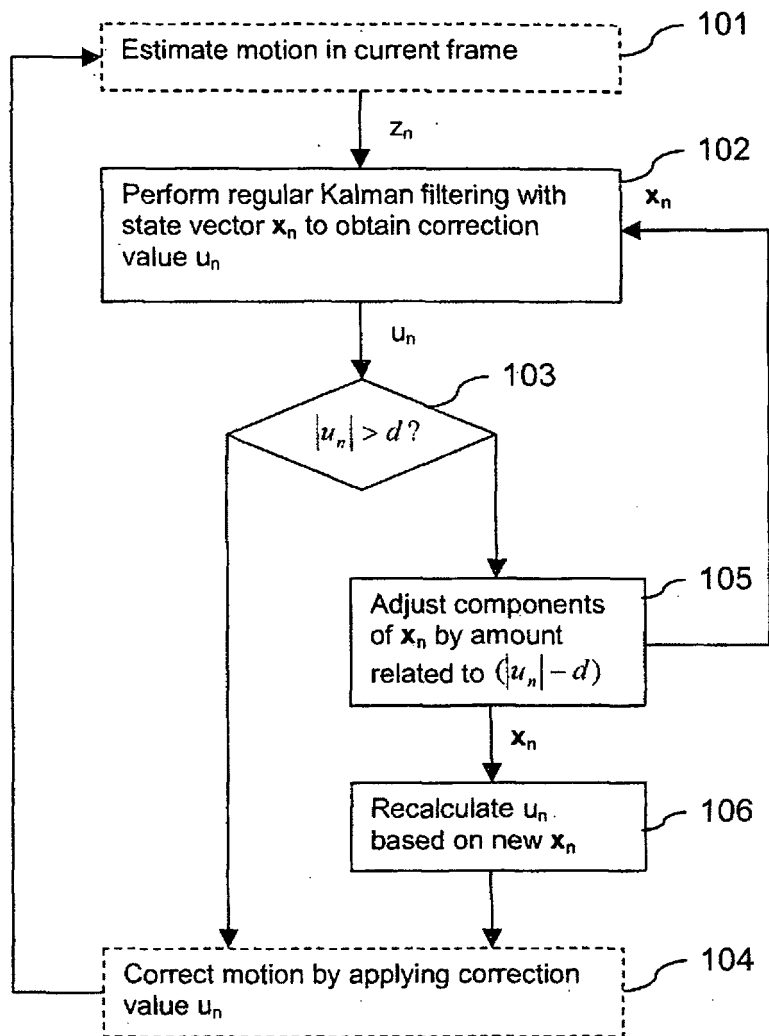 101
Estimate motion in current frame
zₙ
102
Perform regular Kalman filtering with
state vector xₙ to obtain correction
value uₙ
xₙ
uₙ
103
|uₙ| > d ?
105
Adjust components
of xₙ by amount
related to (|uₙ| − d)
xₙ
106
Recalculate uₙ
based on new xₙ
104
Correct motion by applying correction
value uₙ